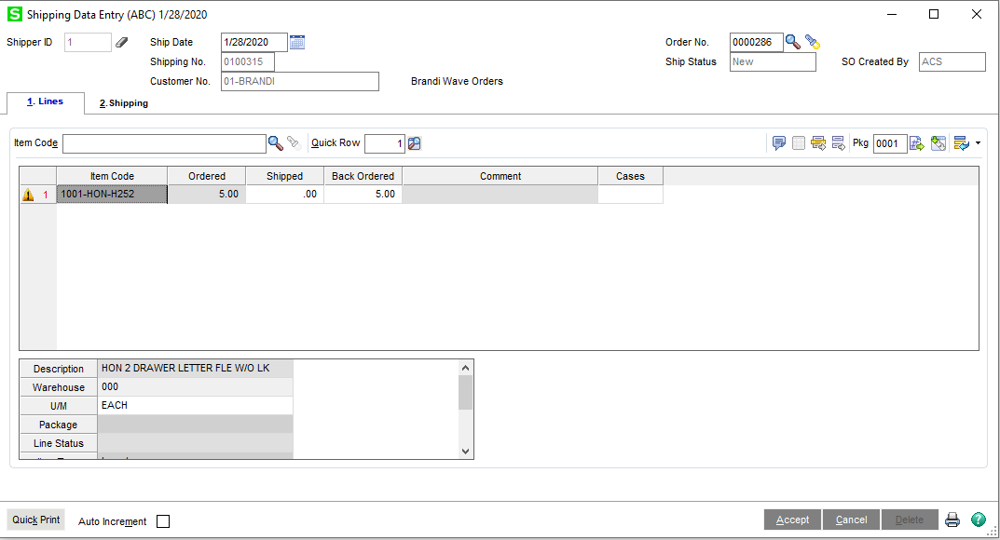 S Shipping Data Entry (ABC) 1/28/2020
Shipper ID 1 Ship Date 1/28/2020 Order No. 0000286
Shipping No. 0100315 Ship Status New SO Created By ACS
Customer No. 01-BRANDI Brandi Wave Orders
1. Lines 2. Shipping
Item Code Quick Row 1 Pkg 0001
Item Code Ordered Shipped Back Ordered Comment Cases
1 1001-HON-H252 5.00 .00 5.00
Description HON 2 DRAWER LETTER FLE W/O LK
Warehouse 000
U/M EACH
Package
Line Status
Quick Print Auto Increment Accept Cancel Delete